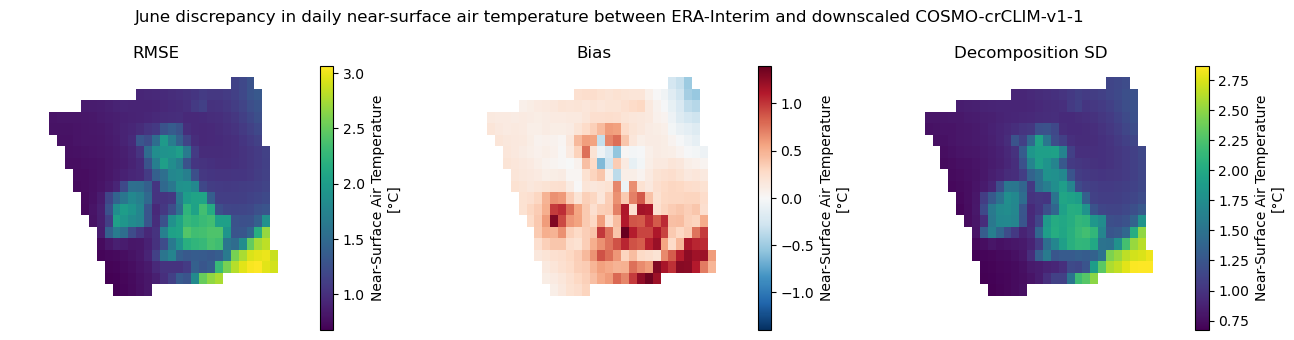 June discrepancy in daily near-surface air temperature between ERA-Interim and downscaled COSMO-crCLIM-v1-1
RMSE
3.0
2.5
2.0
1.5
1.0
Near-Surface Air Temperature
[°C]
Bias
1.0
0.5
0.0
−0.5
−1.0
Near-Surface Air Temperature
[°C]
Decomposition SD
2.75
2.50
2.25
2.00
1.75
1.50
1.25
1.00
0.75
Near-Surface Air Temperature
[°C]